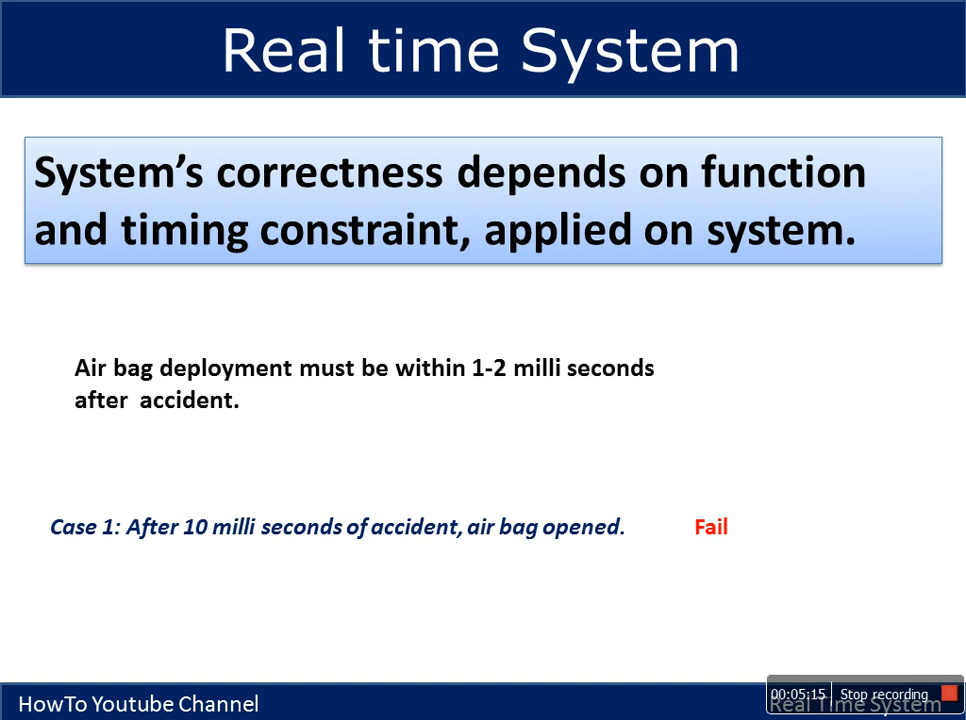 Real time System
System's correctness depends on function
and timing constraint, applied on system.
Air bag deployment must be within 1-2 milli seconds
after accident.
Case 1: After 10 milli seconds of accident, air bag opened. Fail
HowTo Youtube Channel
00:05:15 Stop recording
Real Time System